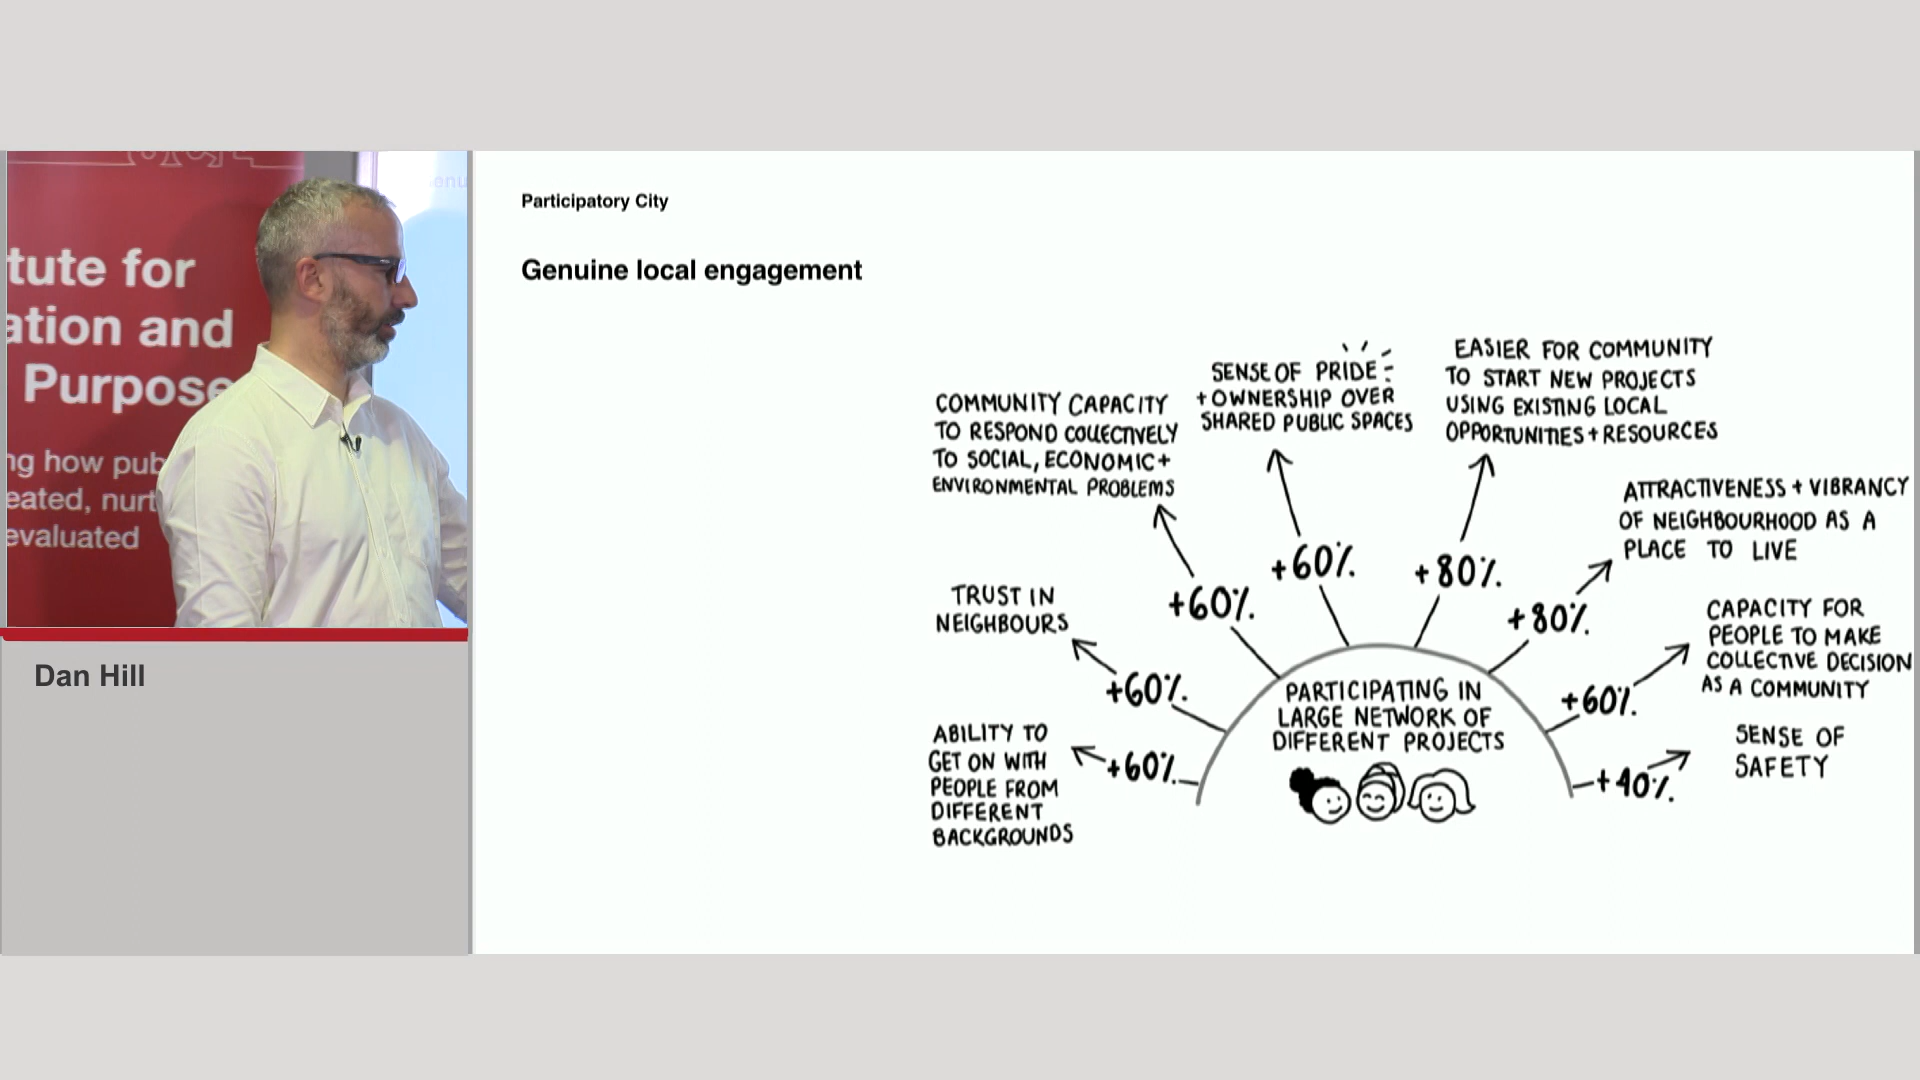 tute for
ation and
Purpose
ng how pub
eated, nurt
evaluated
Dan Hill
Participatory City
Genuine local engagement
COMMUNITY CAPACITY
TO RESPOND COLLECTIVELY
TO SOCIAL, ECONOMIC +
ENVIRONMENTAL PROBLEMS
SENSE OF PRIDE
+ OWNERSHIP OVER
SHARED PUBLIC SPACES
EASIER FOR COMMUNITY
TO START NEW PROJECTS
USING EXISTING LOCAL
OPPORTUNITIES + RESOURCES
ATTRACTIVENESS + VIBRANCY
OF NEIGHBOURHOOD AS A
PLACE TO LIVE
TRUST IN
NEIGHBOURS
CAPACITY FOR
PEOPLE TO MAKE
COLLECTIVE DECISION
AS A COMMUNITY
ABILITY TO
GET ON WITH
PEOPLE FROM
DIFFERENT
BACKGROUNDS
SENSE OF
SAFETY
+60%
+60%
+60%
+60%
+80%
+80%
+60%
+40%
PARTICIPATING IN
LARGE NETWORK OF
DIFFERENT PROJECTS